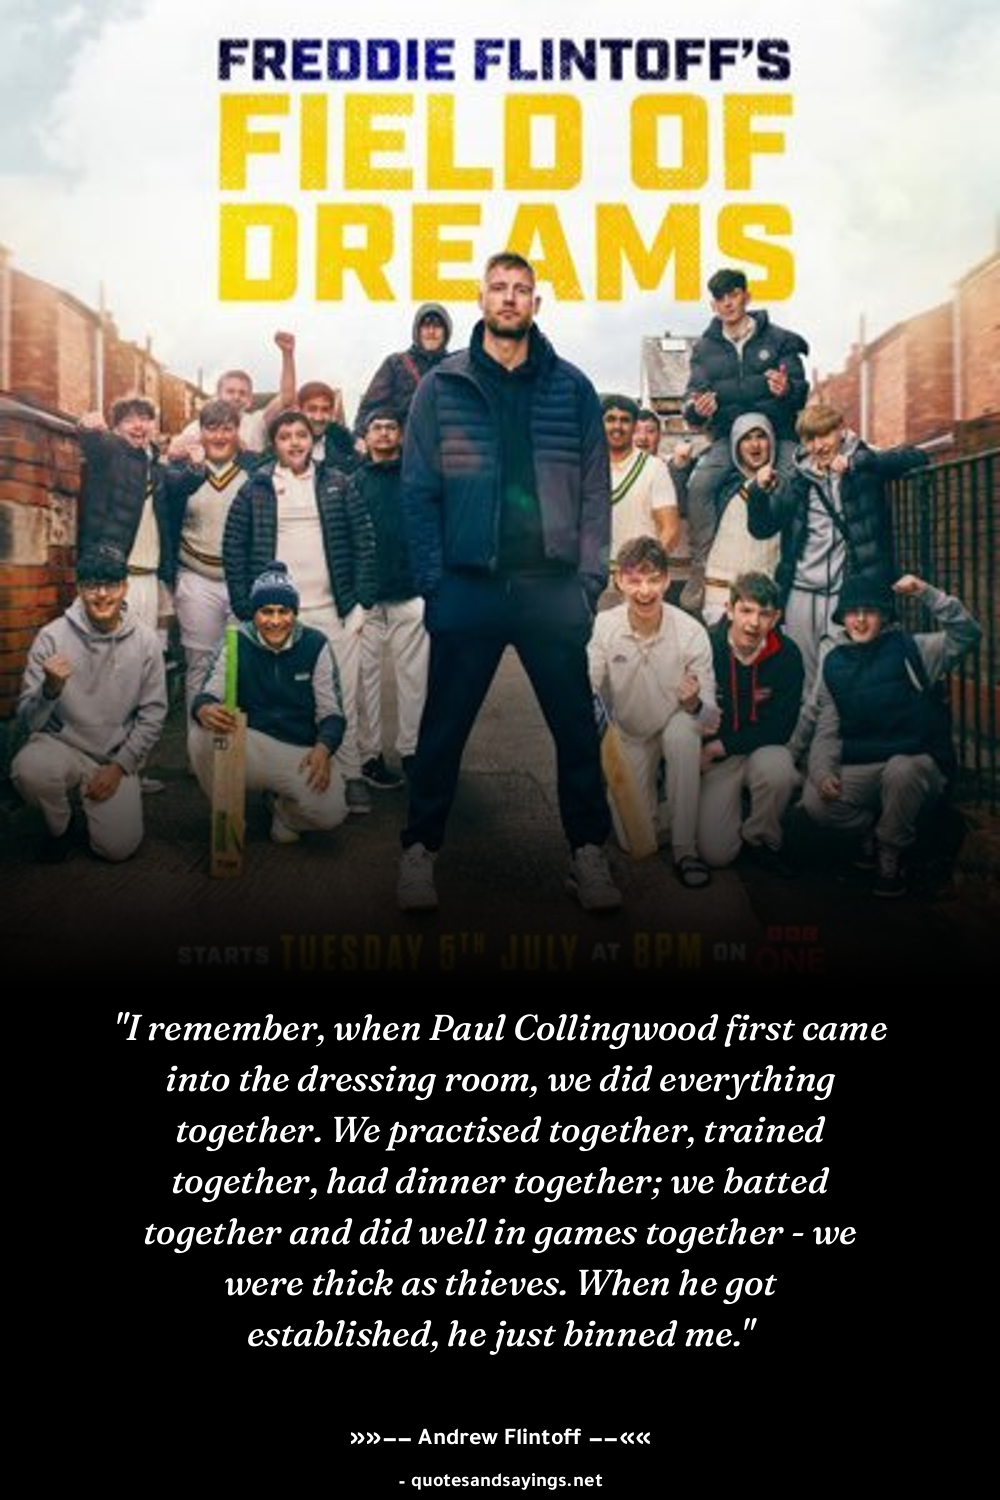 FREDDIE FLINTOFF'S
FIELD OF
DREAMS
STARTS TUESDAY 5TH JULY AT 8PM ON BBC ONE
"I remember, when Paul Collingwood first came
into the dressing room, we did everything
together. We practised together, trained
together, had dinner together; we batted
together and did well in games together - we
were thick as thieves. When he got
established, he just binned me."
»»−− Andrew Flintoff −−««
- quotesandsayings.net